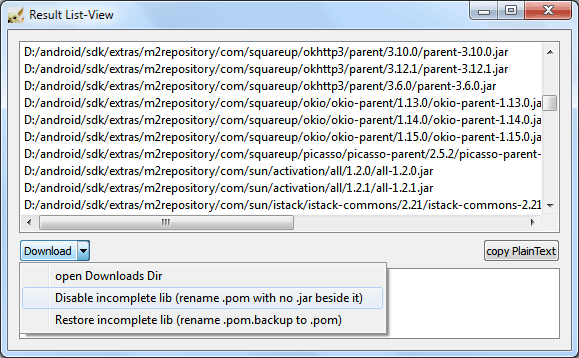 Result List-View
D:/android/sdk/extras/m2repository/com/squareup/okhttp3/parent/3.10.0/parent-3.10.0.jar
D:/android/sdk/extras/m2repository/com/squareup/okhttp3/parent/3.12.1/parent-3.12.1.jar
D:/android/sdk/extras/m2repository/com/squareup/okhttp3/parent/3.6.0/parent-3.6.0.jar
D:/android/sdk/extras/m2repository/com/squareup/okio/okio-parent/1.13.0/okio-parent-1.13.0.ja
D:/android/sdk/extras/m2repository/com/squareup/okio/okio-parent/1.14.0/okio-parent-1.14.0.ja
D:/android/sdk/extras/m2repository/com/squareup/okio/okio-parent/1.15.0/okio-parent-1.15.0.ja
D:/android/sdk/extras/m2repository/com/squareup/picasso/picasso-parent/2.5.2/picasso-parent-
D:/android/sdk/extras/m2repository/com/sun/activation/all/1.2.0/all-1.2.0.jar
D:/android/sdk/extras/m2repository/com/sun/activation/all/1.2.1/all-1.2.1.jar
D:/android/sdk/extras/m2repository/com/sun/istack/istack-commons/2.21/istack-commons-2.21
Download
copy PlainText
open Downloads Dir
Disable incomplete lib (rename .pom with no .jar beside it)
Restore incomplete lib (rename .pom.backup to .pom)